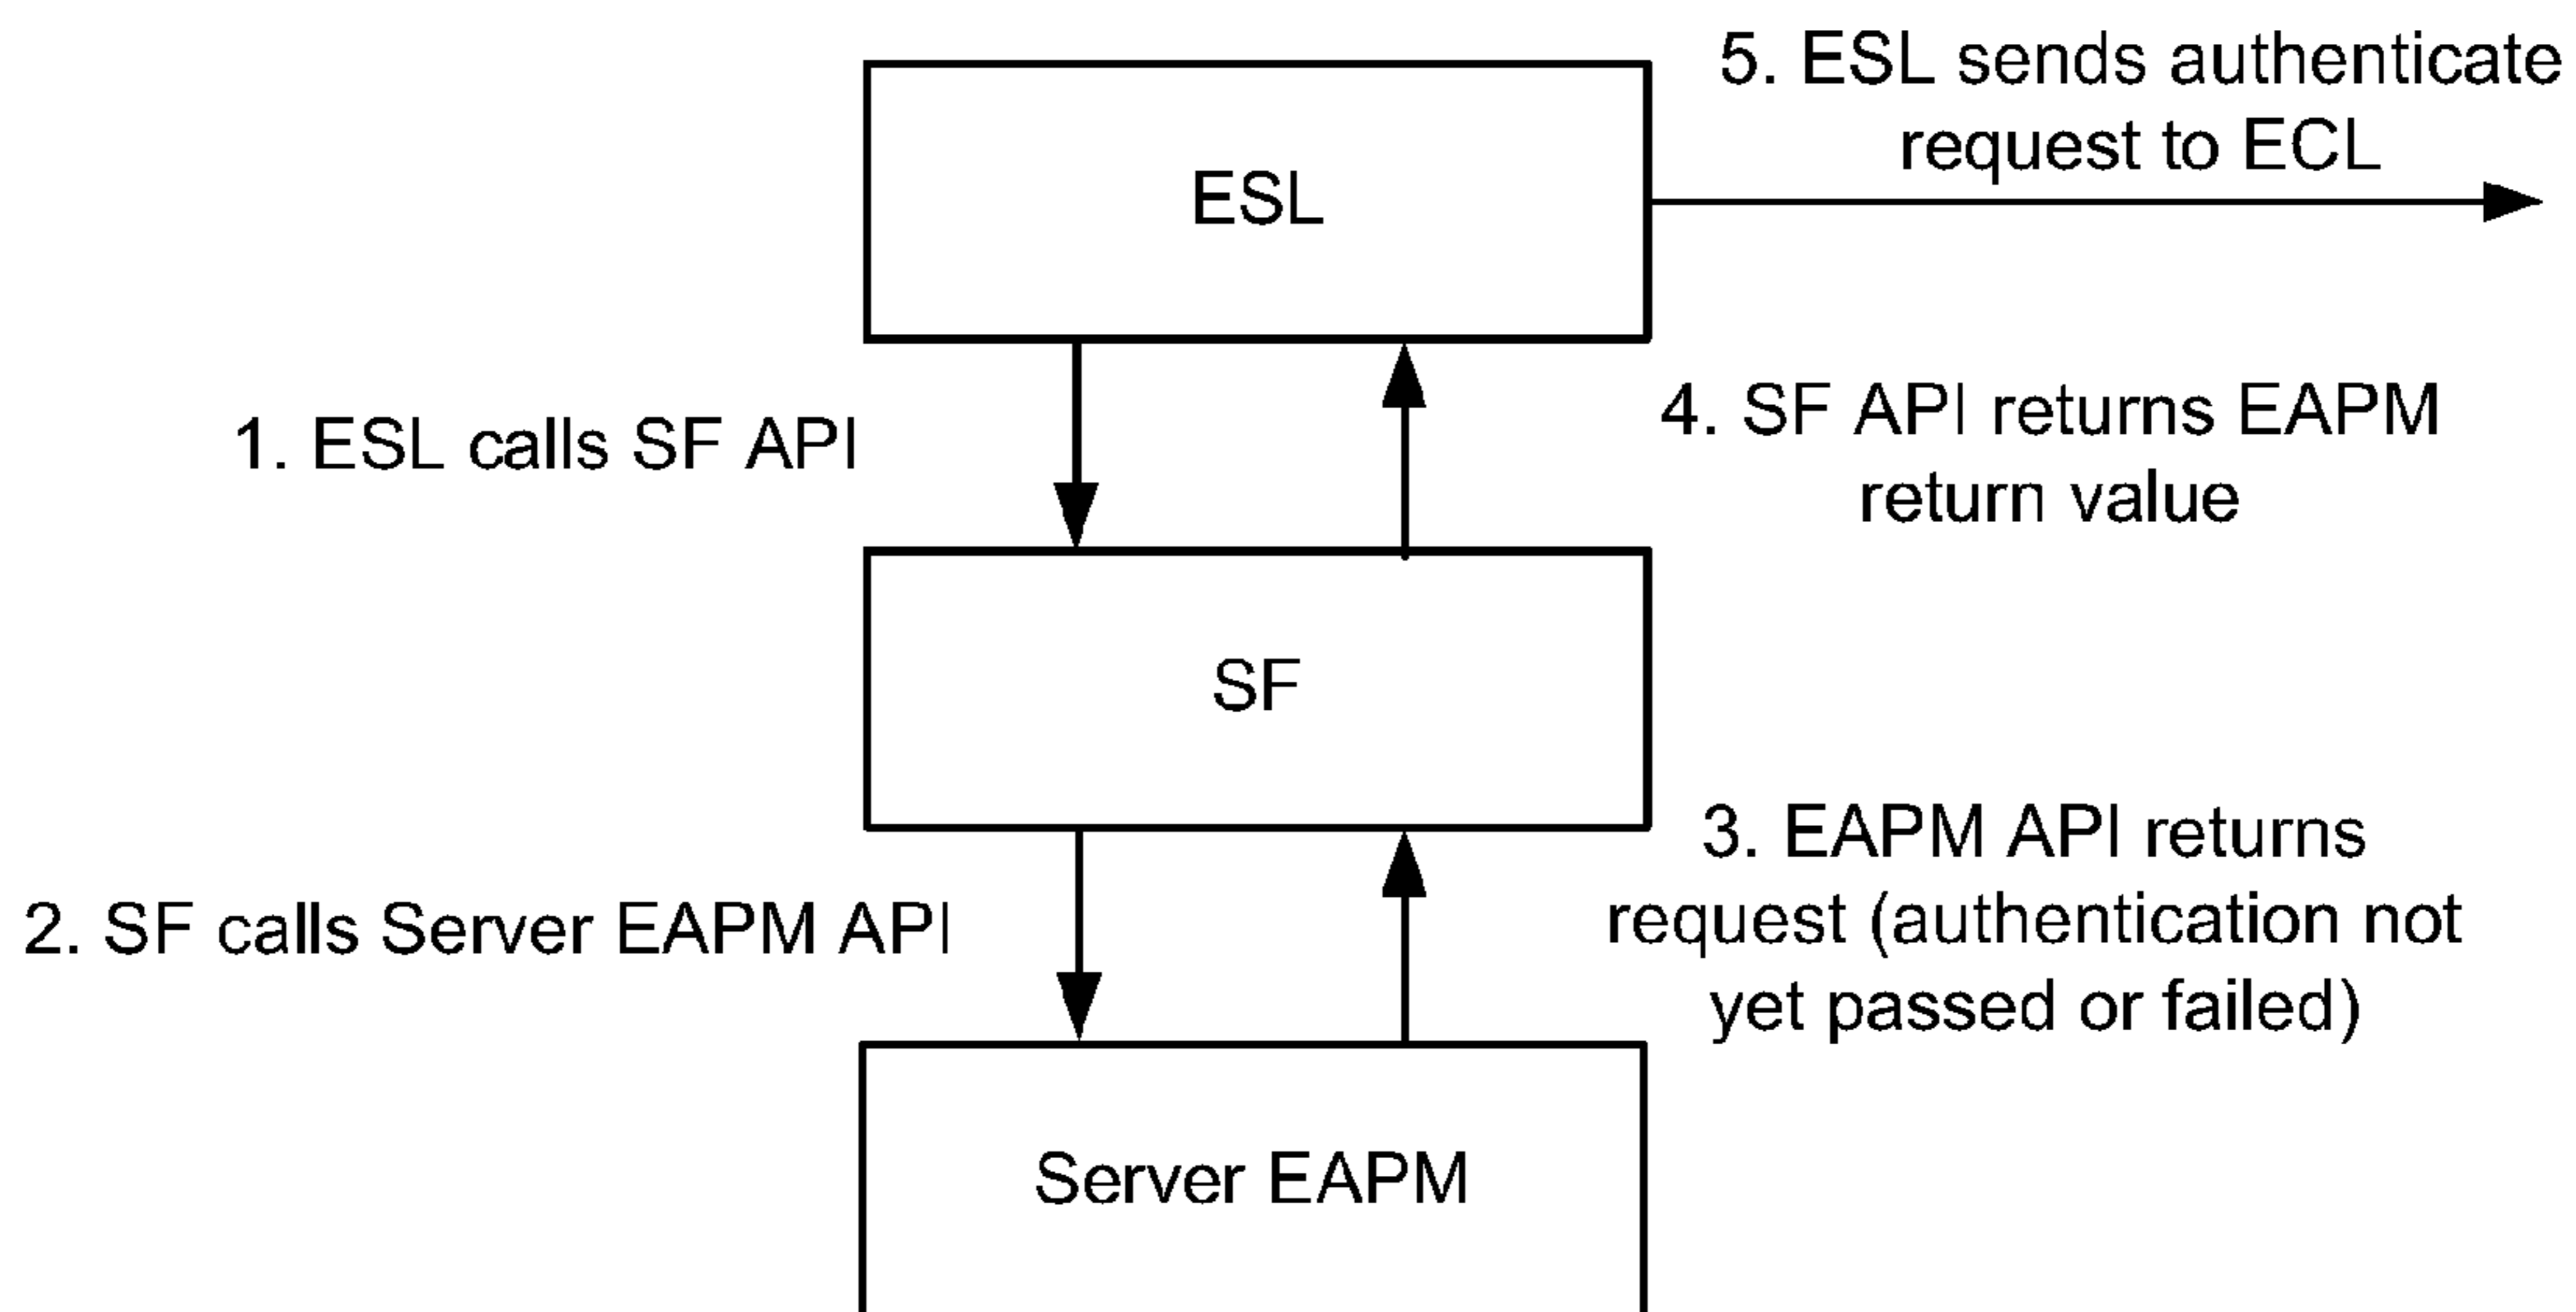 5. ESL sends authenticate
request to ECL
ESL
1. ESL calls SF API
4. SF API returns EAPM
return value
SF
2. SF calls Server EAPM API
3. EAPM API returns
request (authentication not
yet passed or failed)
Server EAPM